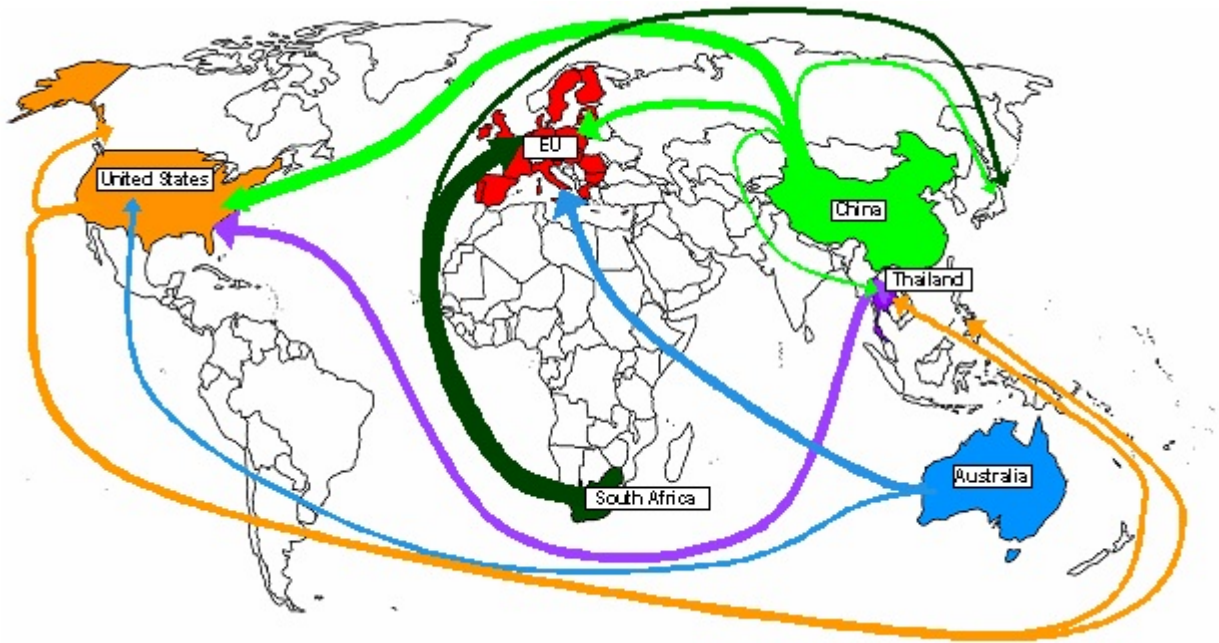 EU
United States
China
Thailand
Australia
South Africa